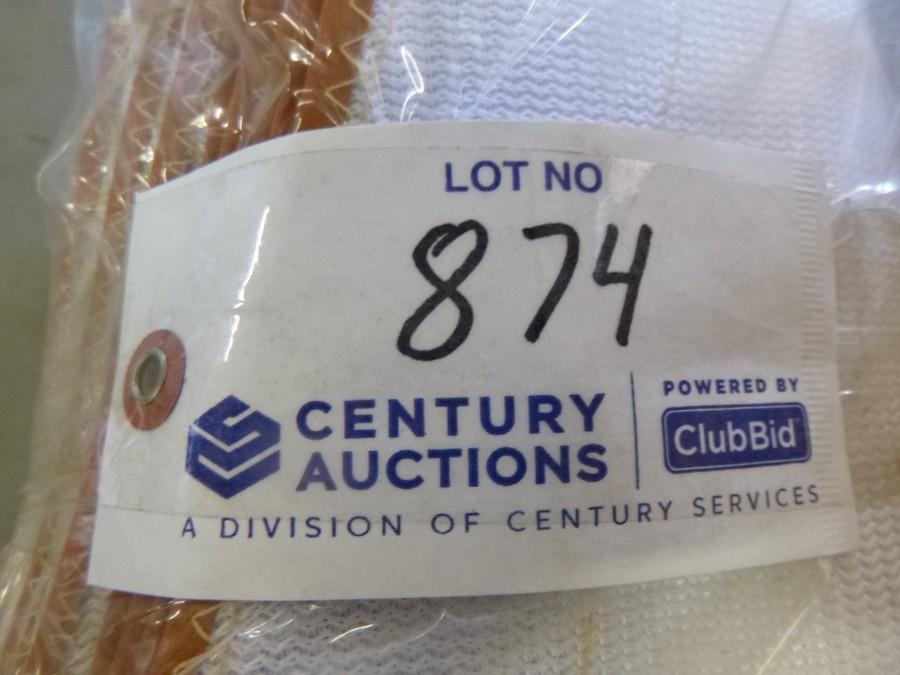 LOT NO
874
CENTURY
AUCTIONS
POWERED BY
ClubBid
A DIVISION OF CENTURY SERVICES